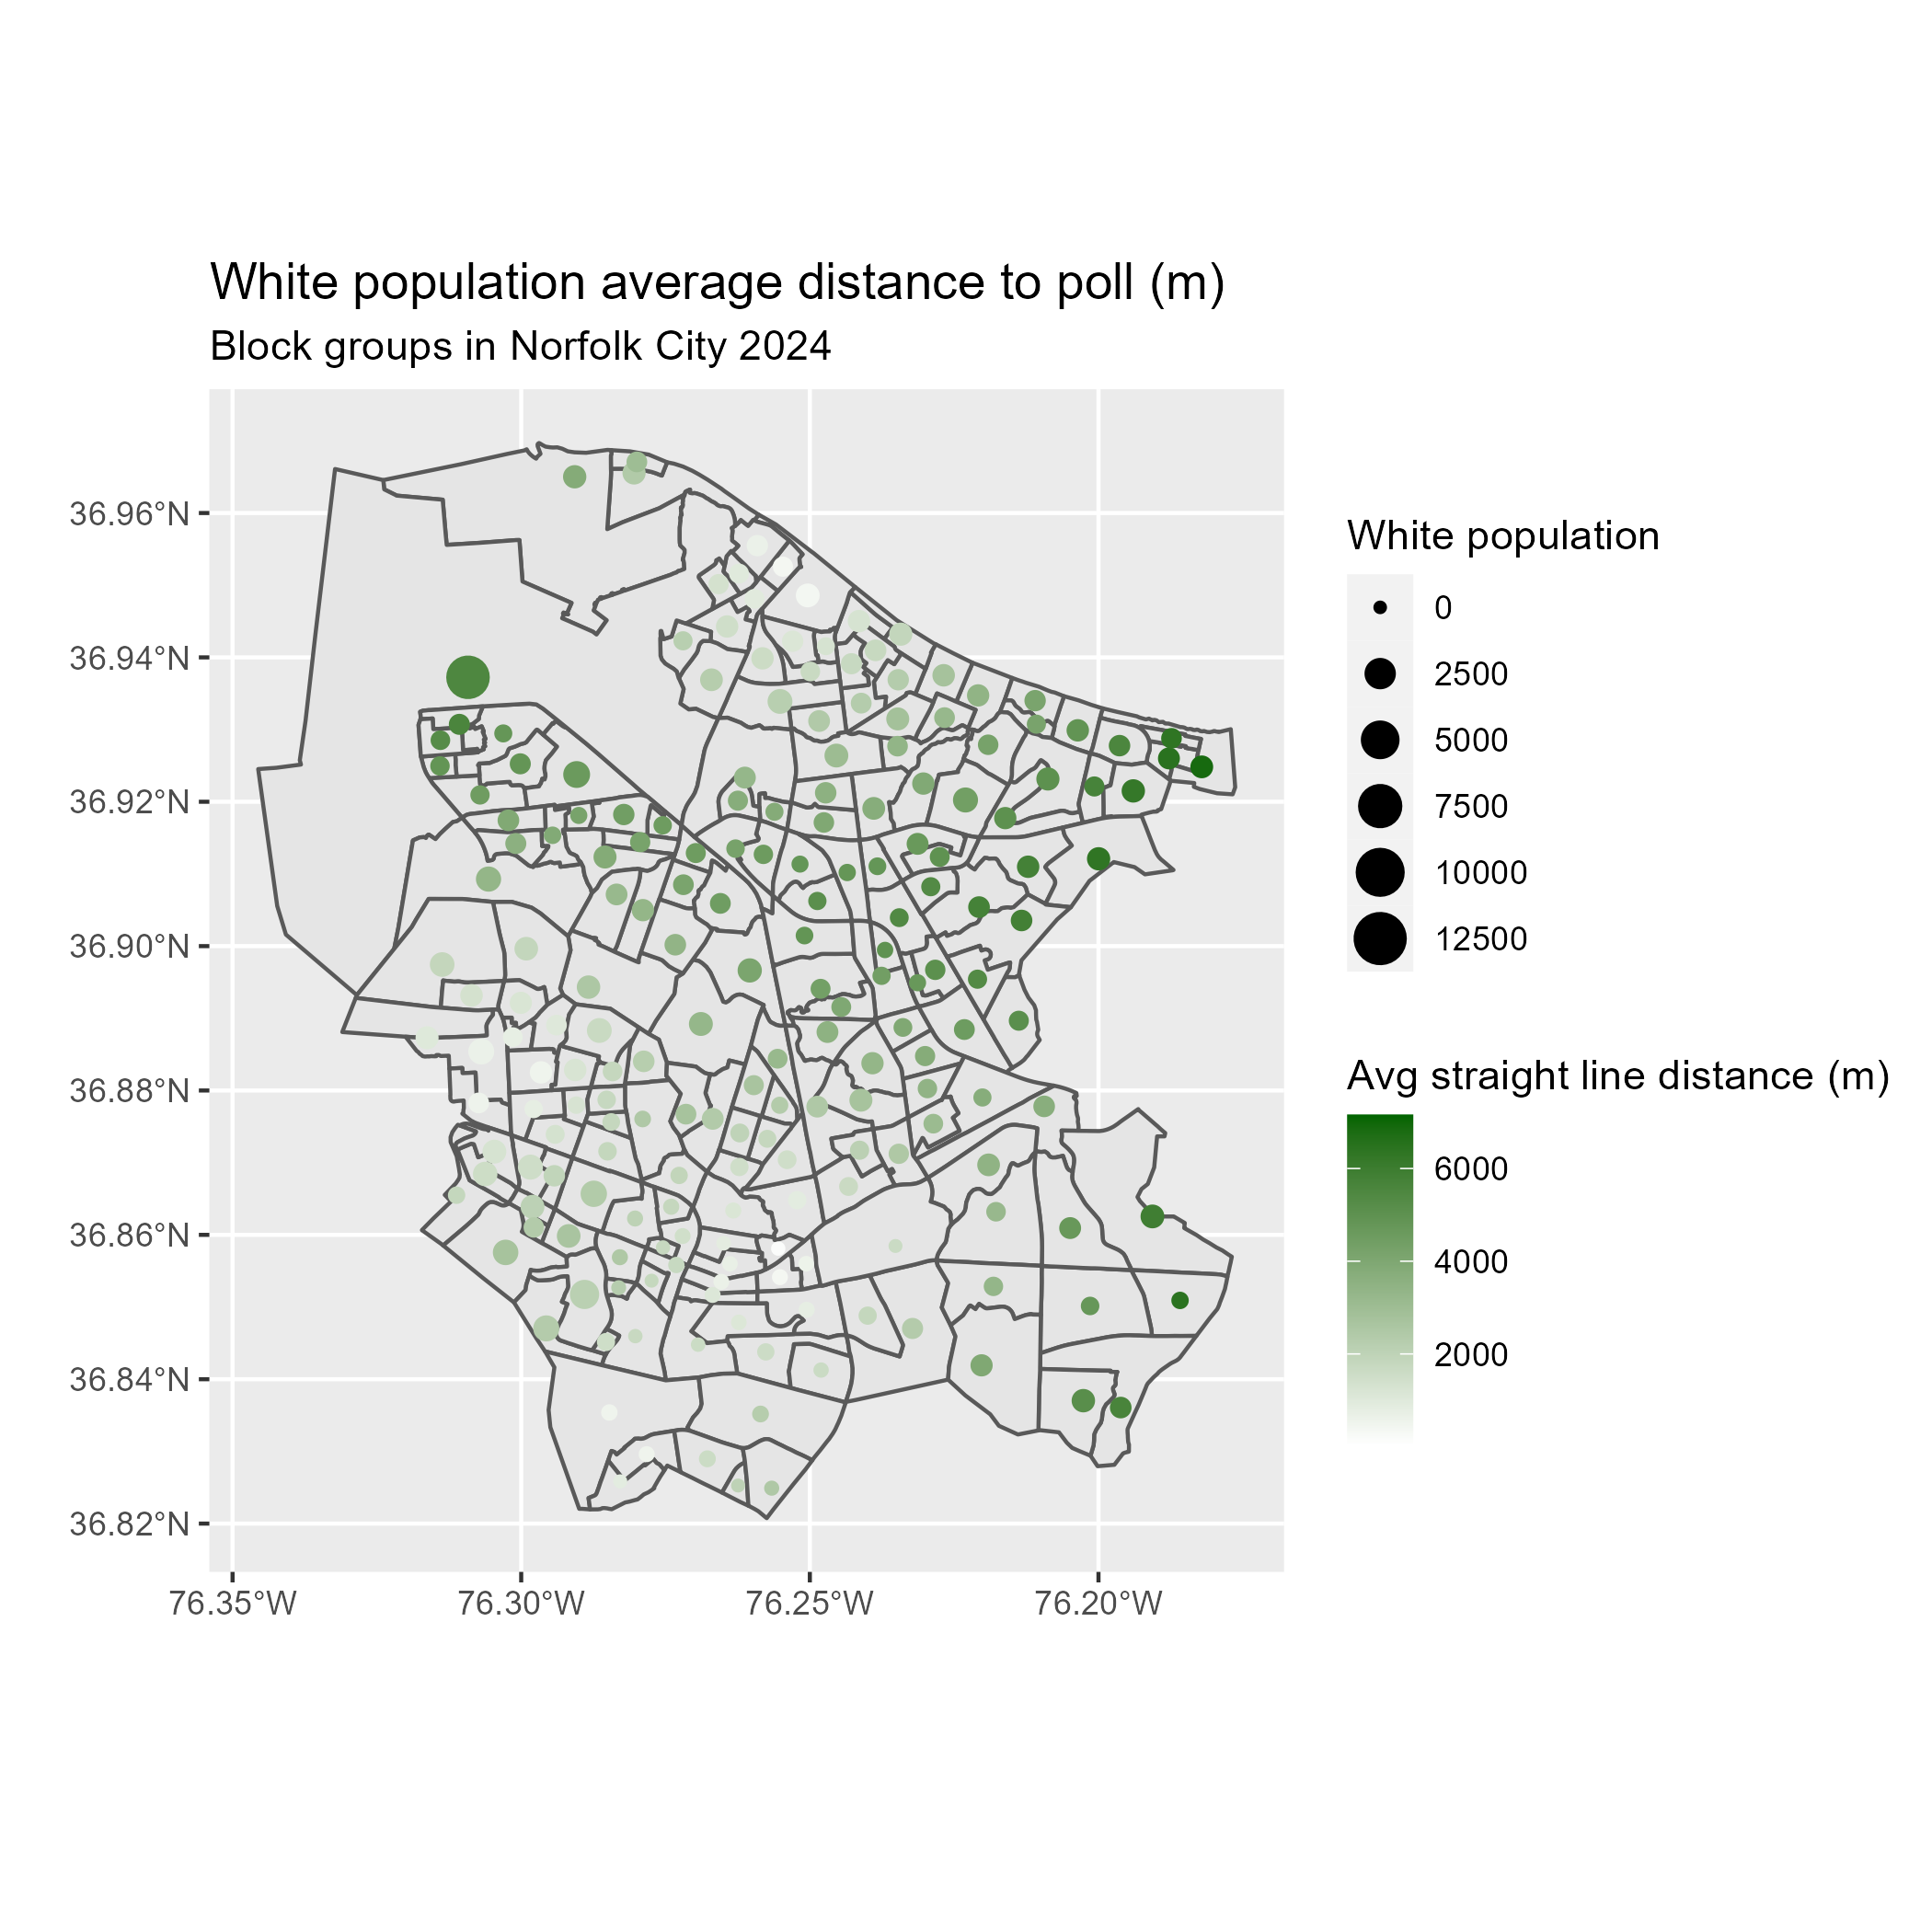 White population average distance to poll (m)
Block groups in Norfolk City 2024
36.96°N
36.94°N
36.92°N
36.90°N
36.88°N
36.86°N
36.84°N
36.82°N
76.35°W
76.30°W
76.25°W
76.20°W
White population
0
2500
5000
7500
10000
12500
Avg straight line distance (m)
6000
4000
2000